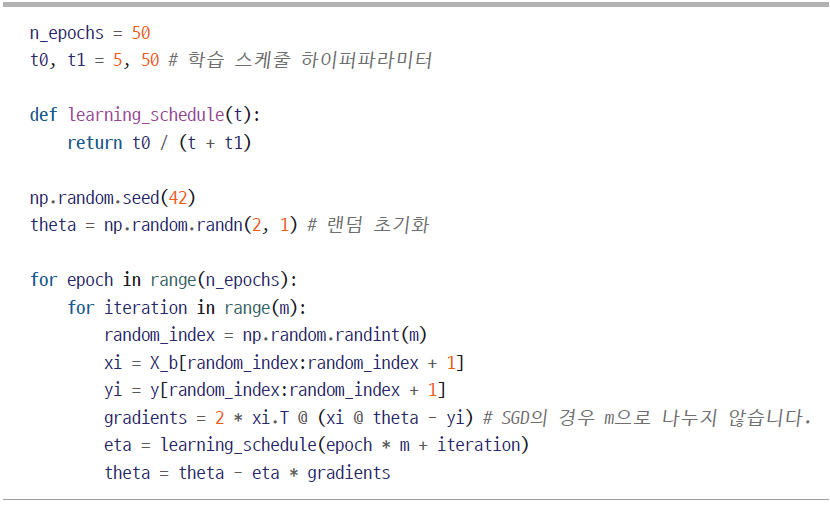 n_epochs = 50
t0, t1 = 5, 50 # 학습 스케줄 하이퍼파라미터
def learning_schedule(t):
    return t0 / (t + t1)
np.random.seed(42)
theta = np.random.randn(2, 1) # 랜덤 초기화
for epoch in range(n_epochs):
    for iteration in range(m):
        random_index = np.random.randint(m)
        xi = X_b[random_index:random_index + 1]
        yi = y[random_index:random_index + 1]
        gradients = 2 * xi.T @ (xi @ theta - yi) # SGD의 경우 m으로 나누지 않습니다.
        eta = learning_schedule(epoch * m + iteration)
        theta = theta - eta * gradients